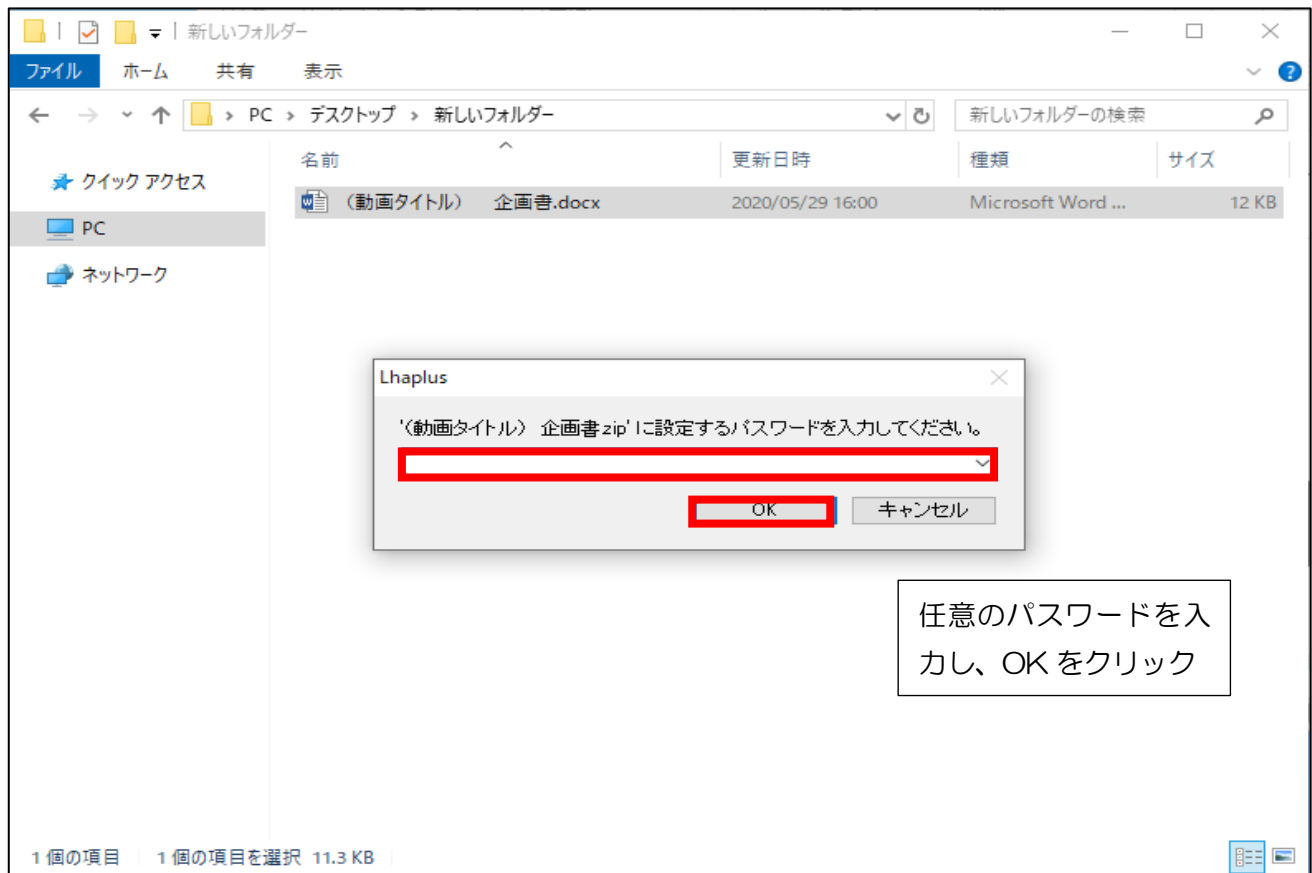 新しいフォルダー
ファイル ホーム 共有 表示
PC > デスクトップ > 新しいフォルダー 新しいフォルダーの検索
名前 更新日時 種類 サイズ
クイック アクセス
(動画タイトル) 企画書.docx 2020/05/29 16:00 Microsoft Word ... 12 KB
PC
ネットワーク
Lhaplus
'(動画タイトル) 企画書.zip' に設定するパスワードを入力してください。
OK キャンセル
任意のパスワードを入
力し、OK をクリック
1 個の項目 1 個の項目を選択 11.3 KB